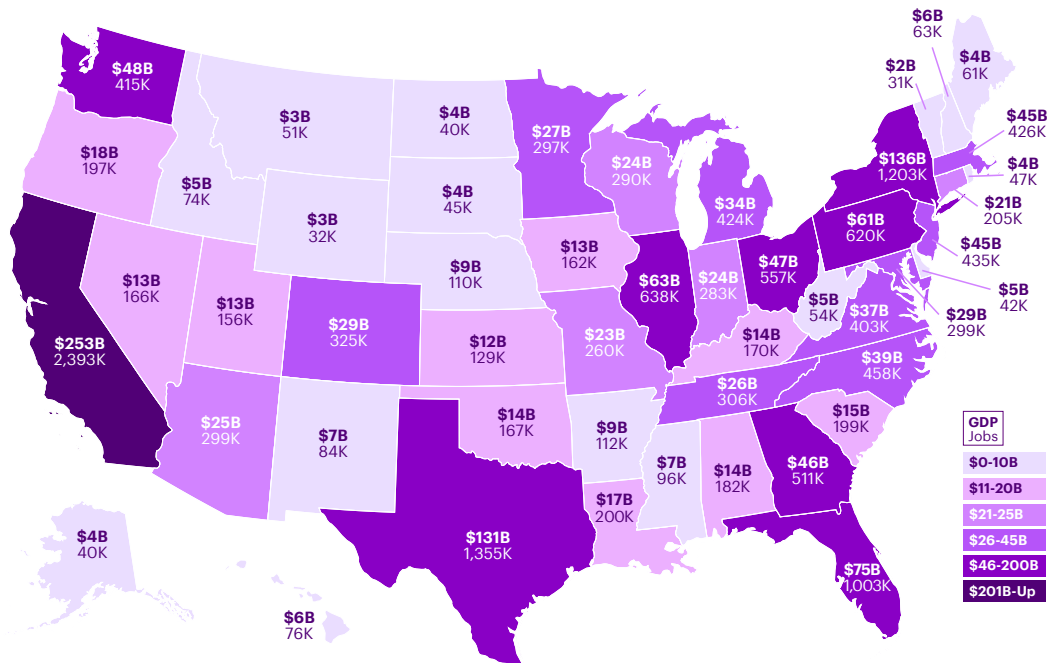 $6B
63K
$2B
31K
$4B
61K
$48B
415K
$3B
51K
$4B
40K
$27B
297K
$45B
426K
$18B
197K
$24B
290K
$136B
1,203K
$4B
47K
$5B
74K
$4B
45K
$34B
424K
$21B
205K
$3B
32K
$61B
620K
$45B
435K
$13B
162K
$47B
557K
$9B
110K
$63B
638K
$24B
283K
$13B
166K
$13B
156K
$5B
54K
$5B
42K
$29B
325K
$37B
403K
$29B
299K
$253B
2,393K
$12B
129K
$23B
260K
$14B
170K
$39B
458K
$26B
306K
$25B
299K
$7B
84K
$14B
167K
$9B
112K
$7B
96K
$14B
182K
$46B
511K
$15B
199K
$17B
200K
$131B
1,355K
$75B
1,003K
$4B
40K
$6B
76K
GDP
Jobs
$0-10B
$11-20B
$21-25B
$26-45B
$46-200B
$201B-Up